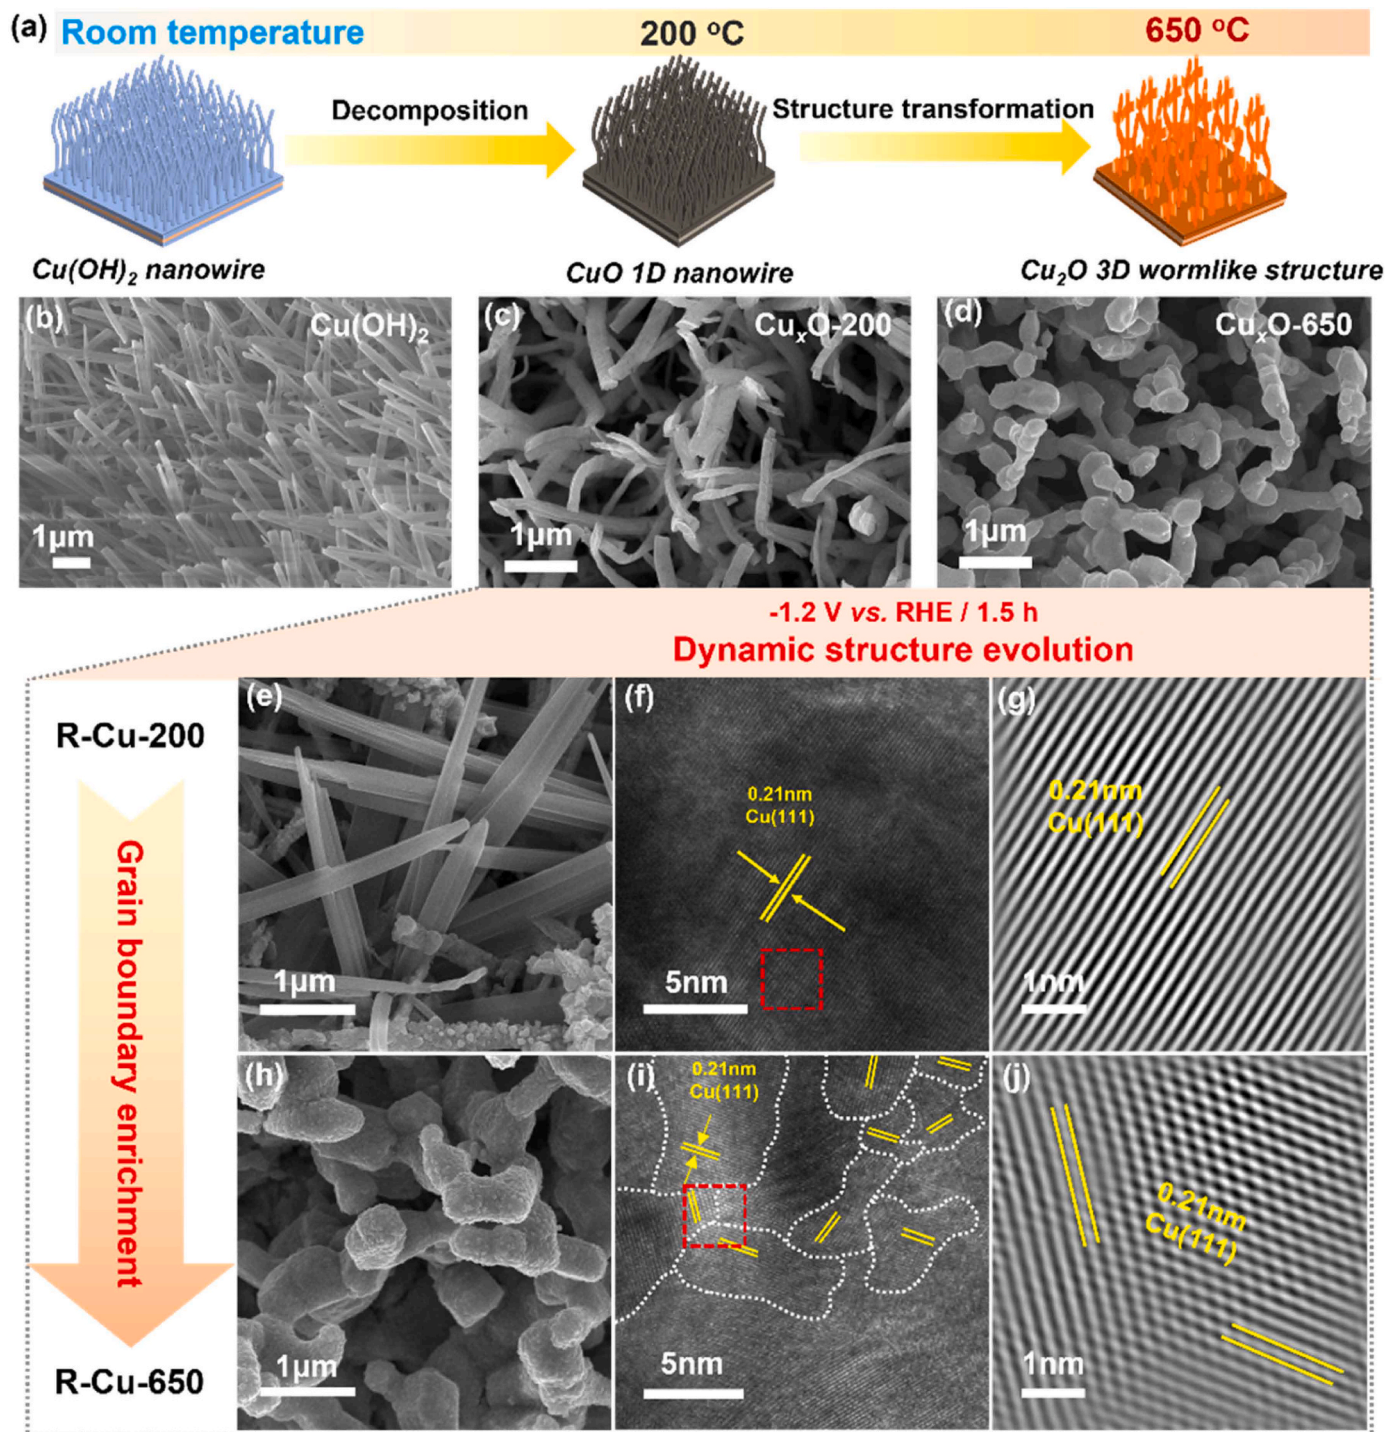 (a) Room temperature 200 °C 650 °C
Decomposition
Structure transformation
Cu(OH)₂ nanowire
CuO 1D nanowire
Cu₂O 3D wormlike structure
(b)
Cu(OH)₂
1μm
(c)
CuₓO-200
1μm
(d)
CuₓO-650
1μm
-1.2 V vs. RHE / 1.5 h
Dynamic structure evolution
R-Cu-200
Grain boundary enrichment
R-Cu-650
(e)
1μm
(f)
0.21nm
Cu(111)
5nm
(g)
0.21nm
Cu(111)
1nm
(h)
1μm
(i)
0.21nm
Cu(111)
5nm
(j)
0.21nm
Cu(111)
1nm